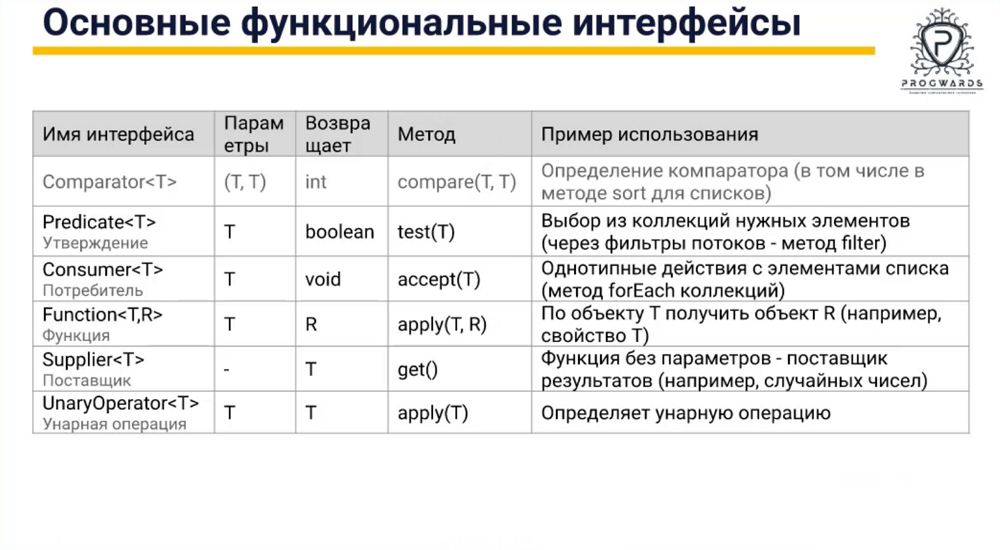 Основные функциональные интерфейсы
PROGWARDS
Имя интерфейса
Парам
етры
Возвра
щает
Метод
Пример использования
Comparator<T>
(T, T)
int
compare(T, T)
Определение компаратора (в том числе в
методе sort для списков)
Predicate<T>
Утверждение
T
boolean
test(T)
Выбор из коллекций нужных элементов
(через фильтры потоков - метод filter)
Consumer<T>
Потребитель
T
void
accept(T)
Однотипные действия с элементами списка
(метод forEach коллекций)
Function<T,R>
Функция
T
R
apply(T, R)
По объекту T получить объект R (например,
свойство T)
Supplier<T>
Поставщик
-
T
get()
Функция без параметров - поставщик
результатов (например, случайных чисел)
UnaryOperator<T>
Унарная операция
T
T
apply(T)
Определяет унарную операцию